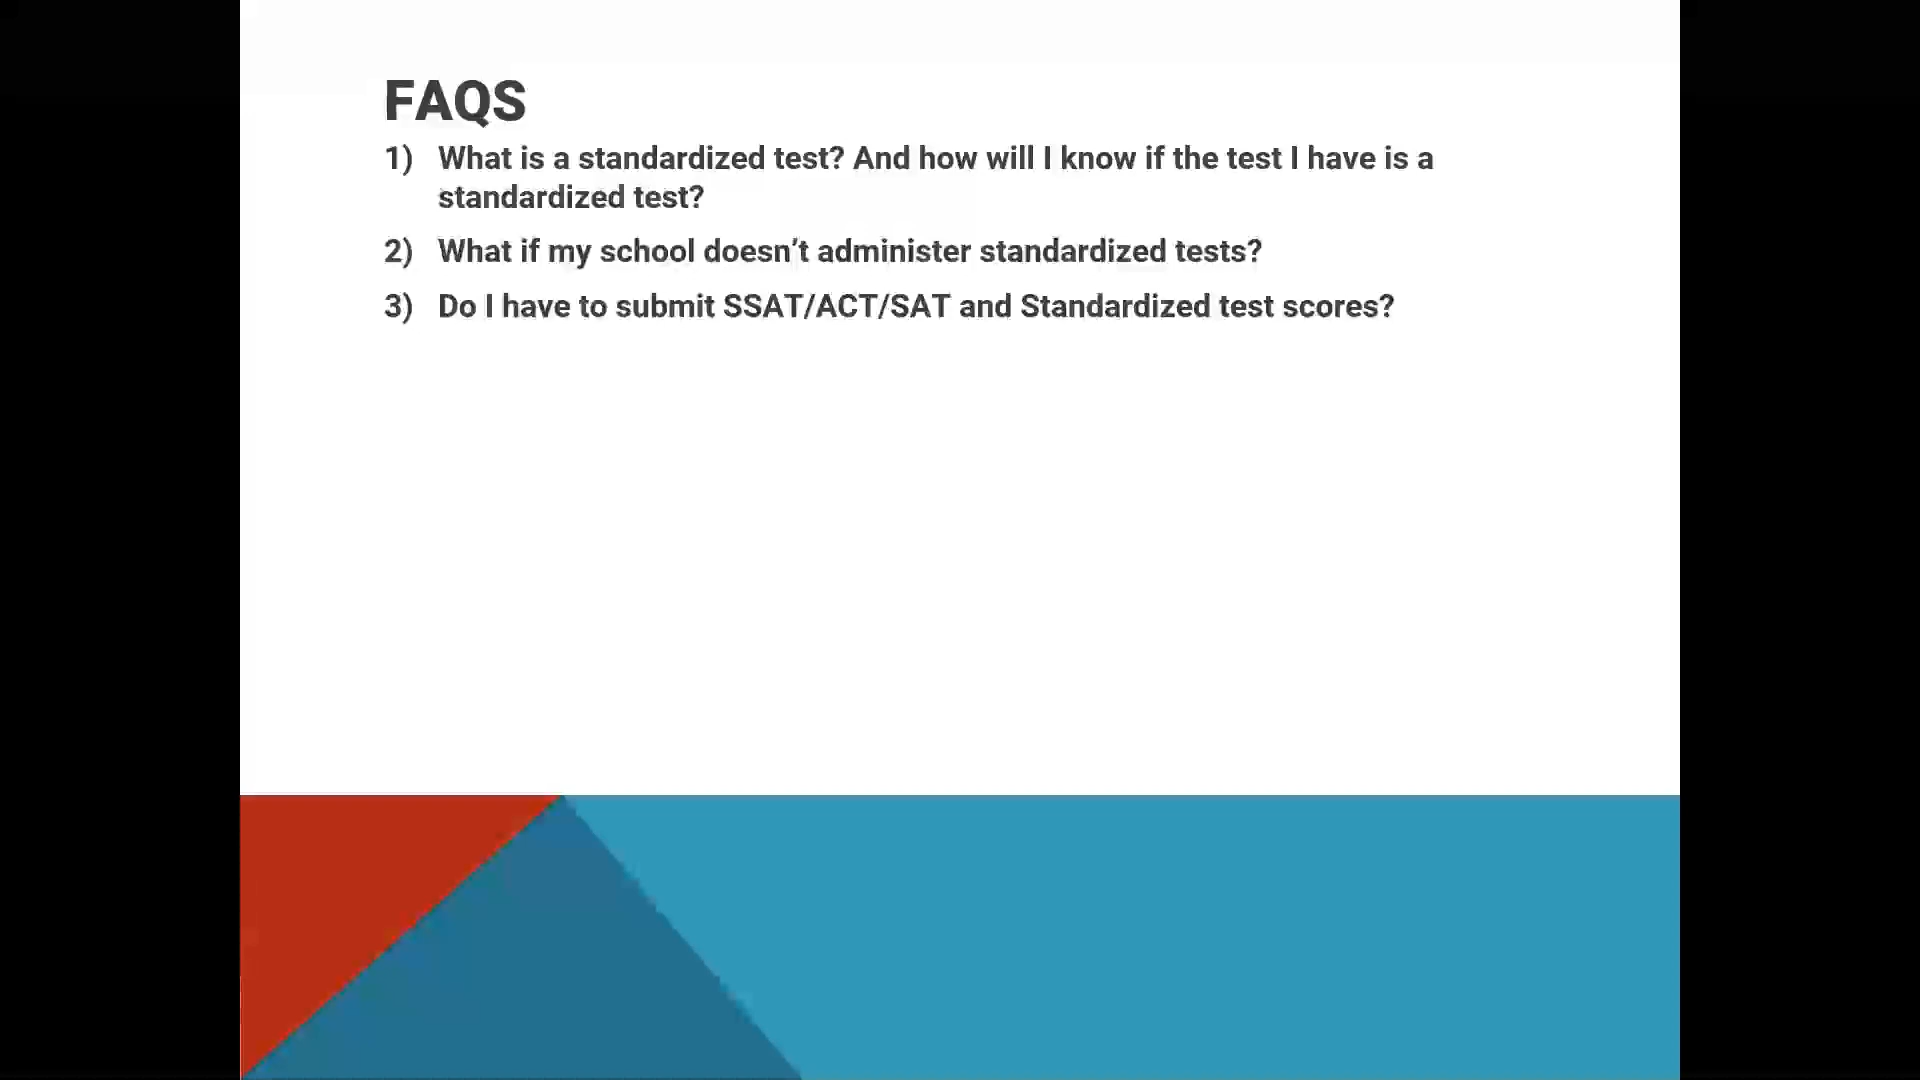 FAQS
1) What is a standardized test? And how will I know if the test I have is a
standardized test?
2) What if my school doesn’t administer standardized tests?
3) Do I have to submit SSAT/ACT/SAT and Standardized test scores?